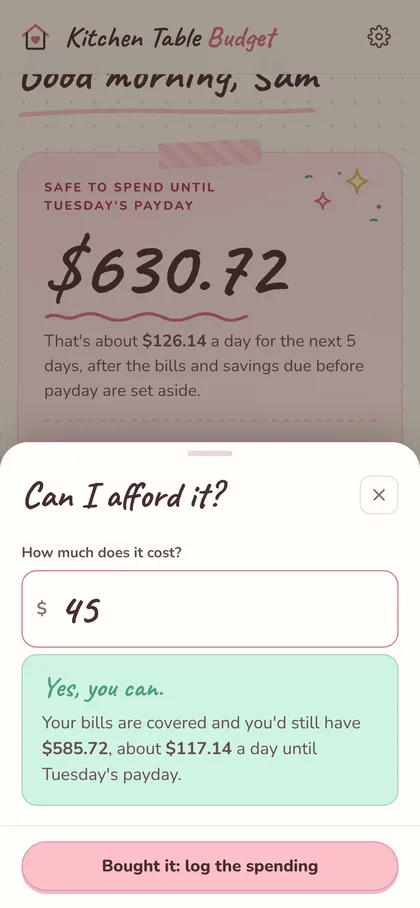 Kitchen Table Budget
Good morning, Sam
SAFE TO SPEND UNTIL
TUESDAY'S PAYDAY
$630.72
That's about $126.14 a day for the next 5
days, after the bills and savings due before
payday are set aside.
Can I afford it?
How much does it cost?
$ 45
Yes, you can.
Your bills are covered and you'd still have
$585.72, about $117.14 a day until
Tuesday's payday.
Bought it: log the spending